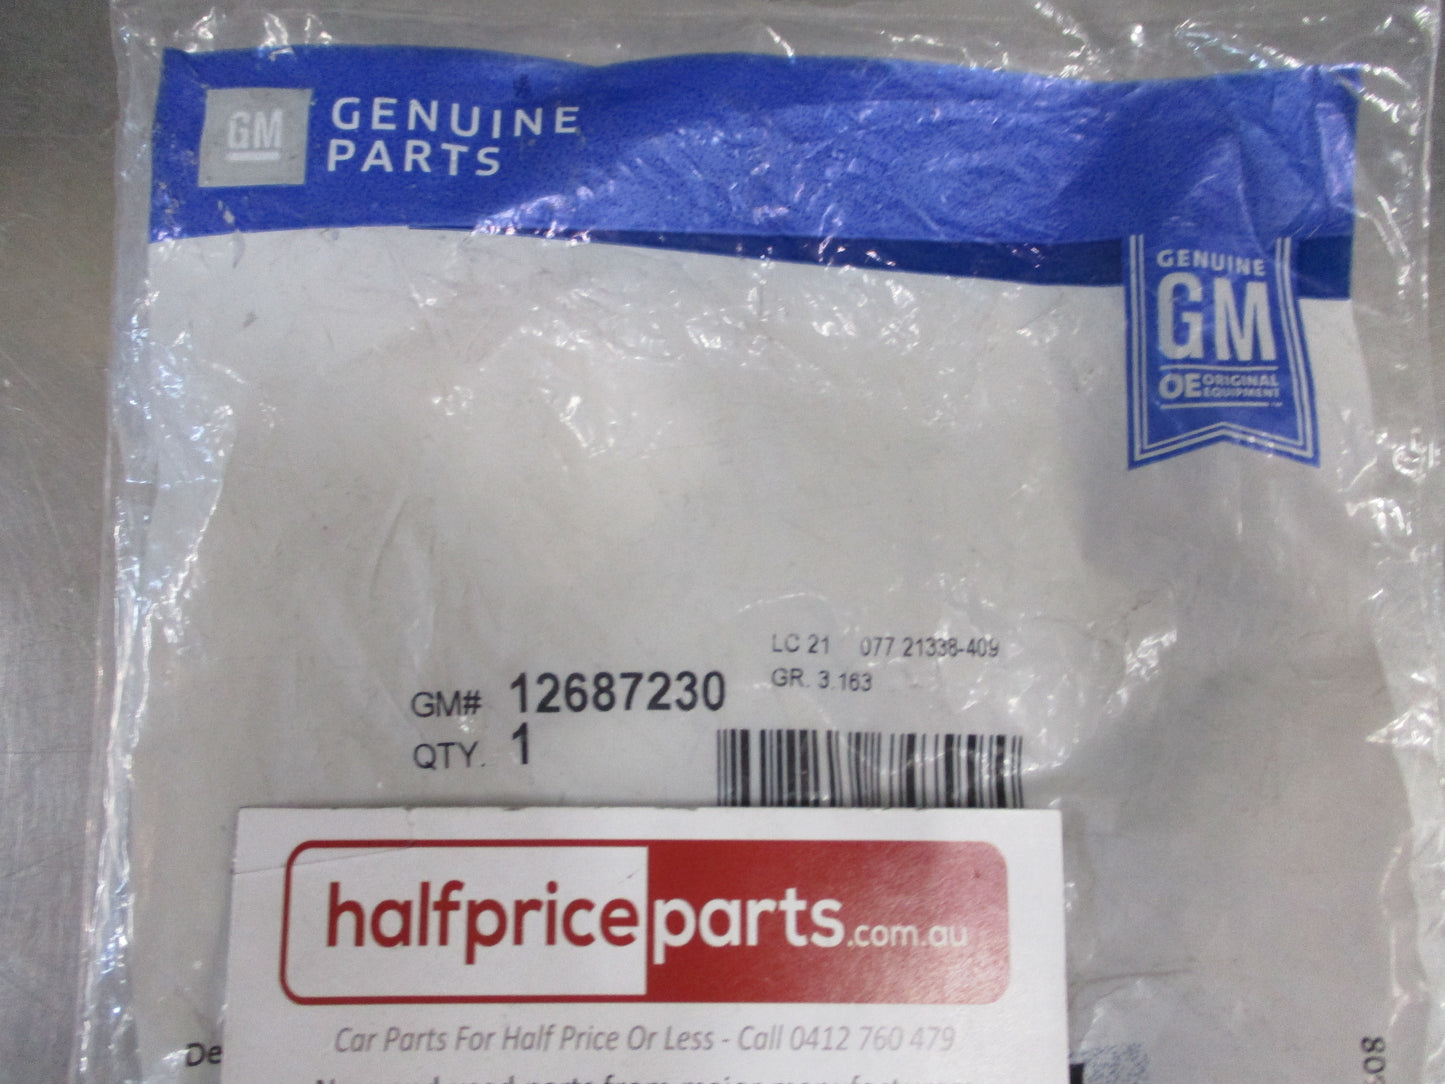 GM
GENUINE
PARTS
GENUINE
GM
OE ORIGINAL
EQUIPMENT
LC 21 077 21338-409
GR. 3.163
GM# 12687230
QTY. 1
halfpriceparts.com.au
Car Parts For Half Price Or Less - Call 0412 760 479
De